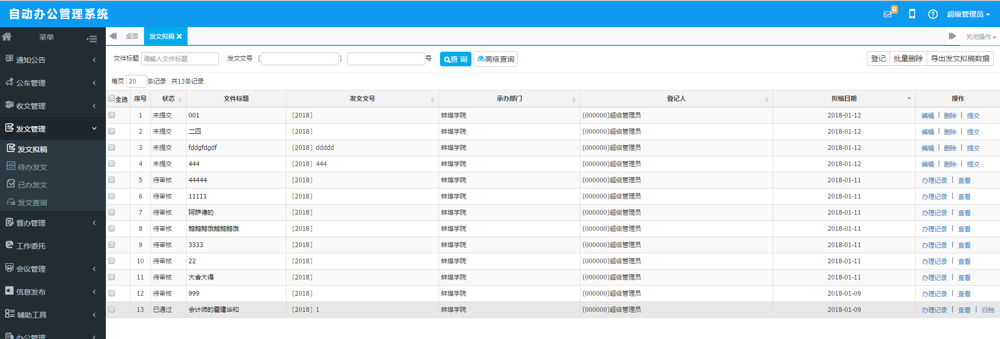 自动办公管理系统
0
超级管理员
菜单
桌面
发文拟稿
关闭操作
通知公告
公车管理
收文管理
发文管理
发文拟稿
待办发文
已办发文
发文查询
督办管理
工作委托
会议管理
信息发布
辅助工具
办公管理
文件标题 请输入文件标题 发文文号 〔 〕 号 查 询 高级查询 登记 批量删除 导出发文拟稿数据
每页 20 条记录 共13条记录
全选 序号 状态 文件标题 发文文号 承办部门 登记人 拟稿日期 操作
1 未提交 001 〔2018〕 蚌埠学院 (000000)超级管理员 2018-01-12 编辑 | 删除 | 提交
2 未提交 二四 〔2018〕 蚌埠学院 (000000)超级管理员 2018-01-12 编辑 | 删除 | 提交
3 未提交 fddgfdgdf 〔2018〕ddddd 蚌埠学院 (000000)超级管理员 2018-01-12 编辑 | 删除 | 提交
4 未提交 444 〔2018〕444 蚌埠学院 (000000)超级管理员 2018-01-12 编辑 | 删除 | 提交
5 待审核 44444 〔2018〕 蚌埠学院 (000000)超级管理员 2018-01-11 办理记录 | 查看
6 待审核 11111 〔2018〕 蚌埠学院 (000000)超级管理员 2018-01-11 办理记录 | 查看
7 待审核 阿萨德的 〔2018〕 蚌埠学院 (000000)超级管理员 2018-01-11 办理记录 | 查看
8 待审核 鹅鹅鹅饿鹅鹅鹅饿 〔2018〕 蚌埠学院 (000000)超级管理员 2018-01-11 办理记录 | 查看
9 待审核 3333 〔2018〕 蚌埠学院 (000000)超级管理员 2018-01-11 办理记录 | 查看
10 待审核 22 〔2018〕 蚌埠学院 (000000)超级管理员 2018-01-11 办理记录 | 查看
11 待审核 大舍大得 〔2018〕 蚌埠学院 (000000)超级管理员 2018-01-11 办理记录 | 查看
12 待审核 999 〔2018〕 蚌埠学院 (000000)超级管理员 2018-01-09 办理记录 | 查看
13 已通过 会计师的霍建华和 〔2018〕1 蚌埠学院 (000000)超级管理员 2018-01-09 办理记录 | 查看 | 归档